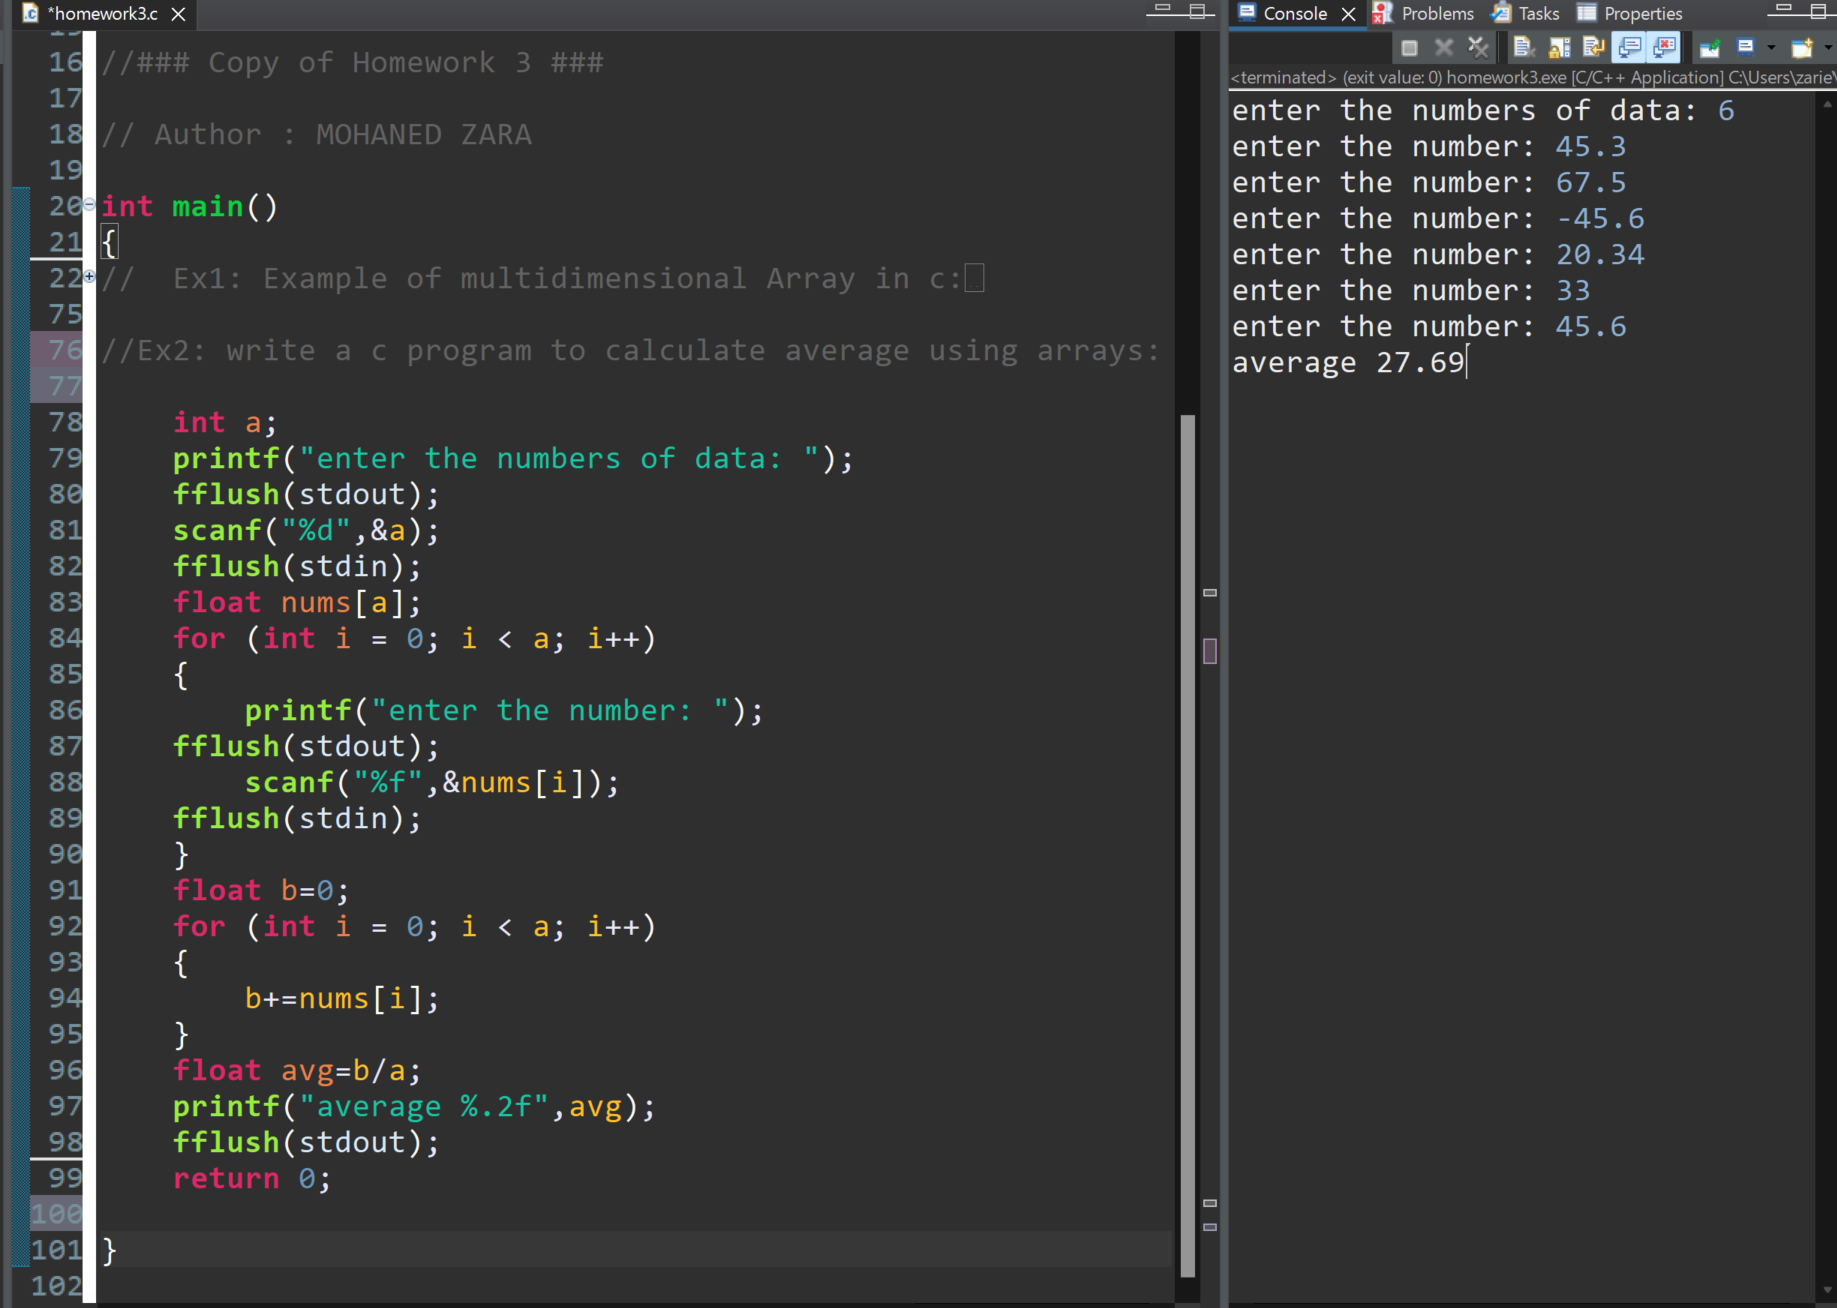 *homework3.c
16 //### Copy of Homework 3 ###
17
18 // Author : MOHANED ZARA
19
20 int main()
21 {
22 //  Ex1: Example of multidimensional Array in c:
75
76 //Ex2: write a c program to calculate average using arrays:
77
78     int a;
79     printf("enter the numbers of data: ");
80     fflush(stdout);
81     scanf("%d",&a);
82     fflush(stdin);
83     float nums[a];
84     for (int i = 0; i < a; i++)
85     {
86         printf("enter the number: ");
87     fflush(stdout);
88         scanf("%f",&nums[i]);
89     fflush(stdin);
90     }
91     float b=0;
92     for (int i = 0; i < a; i++)
93     {
94         b+=nums[i];
95     }
96     float avg=b/a;
97     printf("average %.2f",avg);
98     fflush(stdout);
99     return 0;
100
101 }
102
Console Problems Tasks Properties
<terminated> (exit value: 0) homework3.exe [C/C++ Application] C:\Users\zarie\
enter the numbers of data: 6
enter the number: 45.3
enter the number: 67.5
enter the number: -45.6
enter the number: 20.34
enter the number: 33
enter the number: 45.6
average 27.69